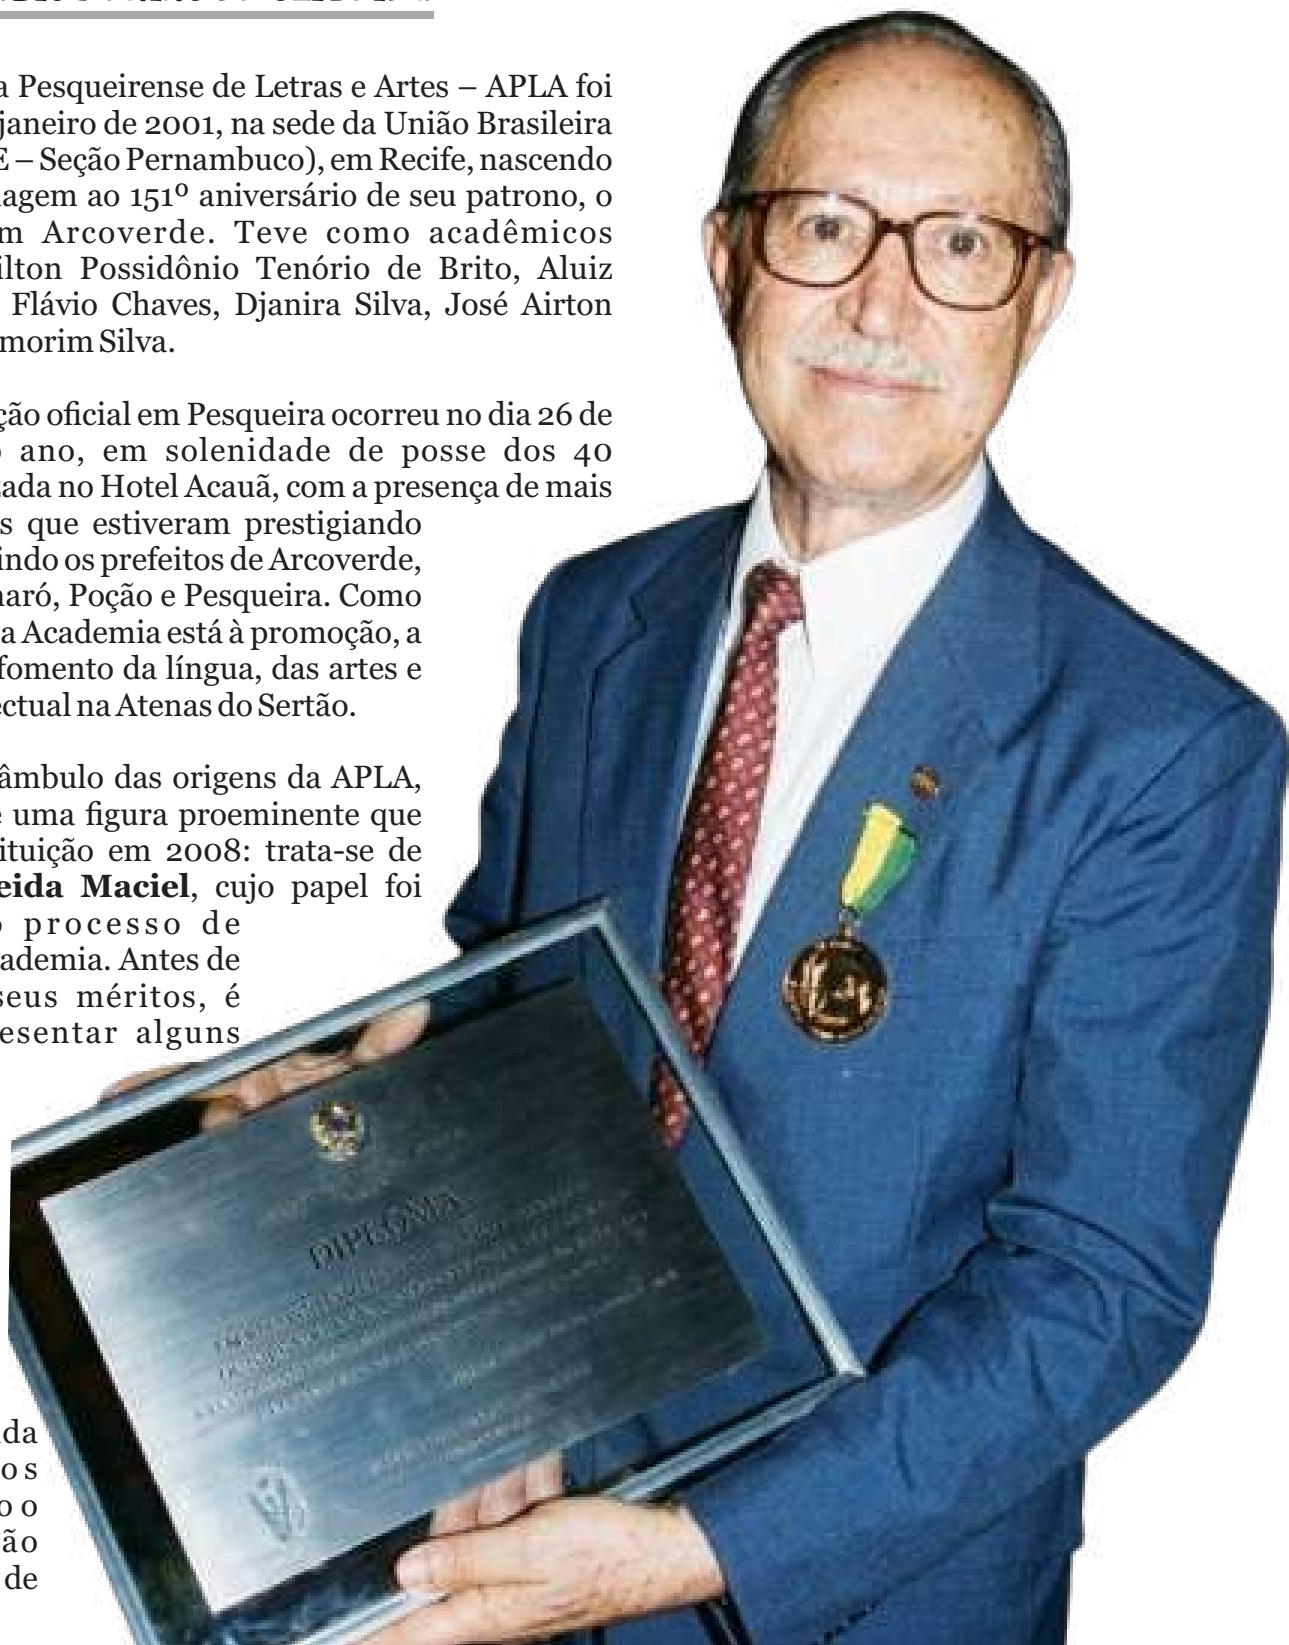 a Pesqueirense de Letras e Artes – APLA foi
janeiro de 2001, na sede da União Brasileira
E – Seção Pernambuco), em Recife, nascendo
agem ao 151º aniversário de seu patrono, o
m Arcoverde. Teve como acadêmicos
ilton Possidônio Tenório de Brito, Aluiz
Flávio Chaves, Djanira Silva, José Airton
morim Silva.
ção oficial em Pesqueira ocorreu no dia 26 de
o ano, em solenidade de posse dos 40
zada no Hotel Acauã, com a presença de mais
s que estiveram prestigiando
indo os prefeitos de Arcoverde,
naró, Poção e Pesqueira. Como
a Academia está à promoção, a
fomento da língua, das artes e
ectual na Atenas do Sertão.
âmbulo das origens da APLA,
e uma figura proeminente que
ituição em 2008: trata-se de
eida Maciel, cujo papel foi
o processo de
ademia. Antes de
seus méritos, é
esentar alguns
DIPLOMA
da
os
o o
ão
de